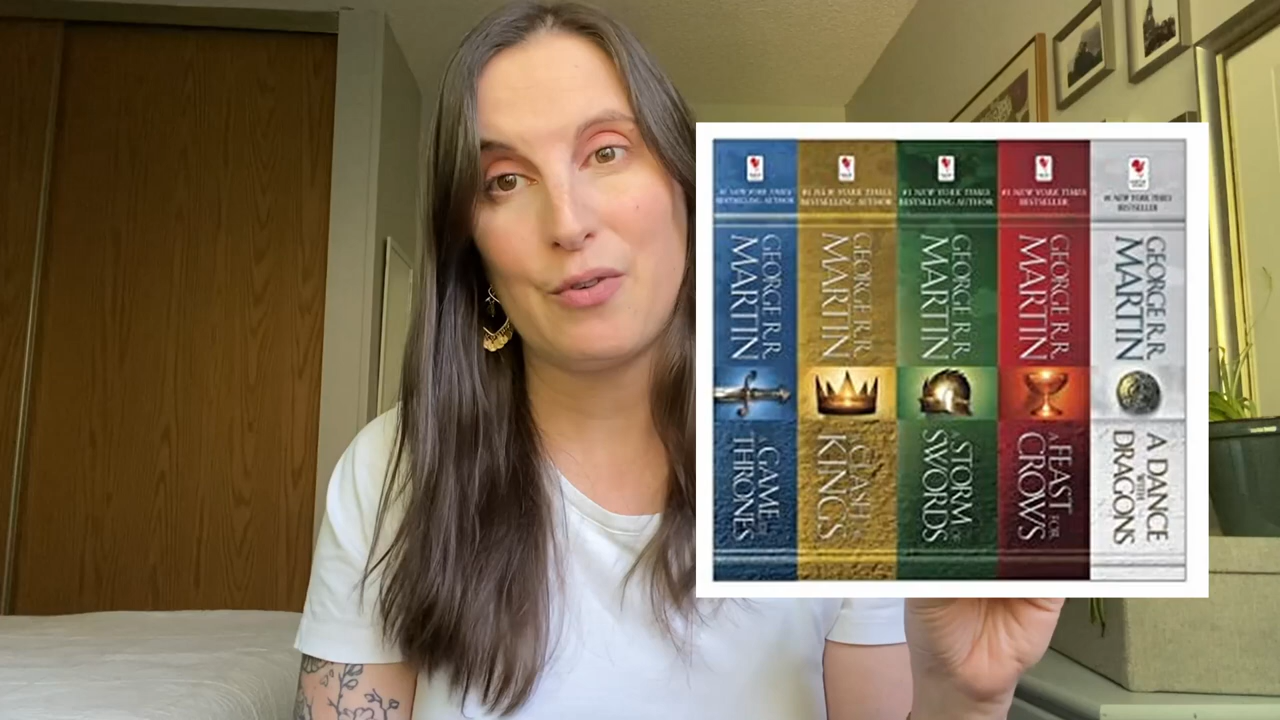 #1 NEW YORK TIMES
BESTSELLING AUTHOR
GEORGE R.R.
MARTIN
A GAME OF
THRONES
#1 NEW YORK TIMES
BESTSELLING AUTHOR
GEORGE R.R.
MARTIN
A CLASH OF
KINGS
#1 NEW YORK TIMES
BESTSELLING AUTHOR
GEORGE R.R.
MARTIN
A STORM OF
SWORDS
#1 NEW YORK TIMES
BESTSELLER
GEORGE R.R.
MARTIN
A FEAST FOR
CROWS
#1 NEW YORK TIMES
BESTSELLER
GEORGE R.R.
MARTIN
A DANCE
WITH
DRAGONS